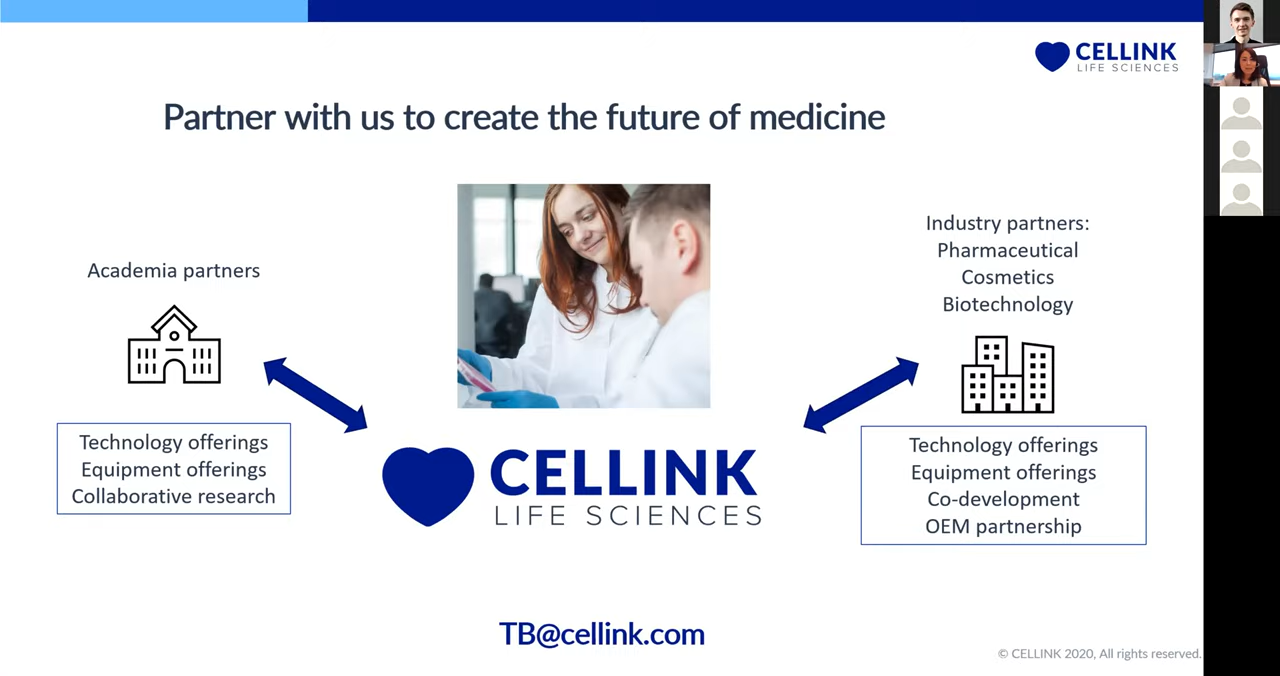 CELLINK
LIFE SCIENCES
Partner with us to create the future of medicine
Academia partners
Technology offerings
Equipment offerings
Collaborative research
Industry partners:
Pharmaceutical
Cosmetics
Biotechnology
Technology offerings
Equipment offerings
Co-development
OEM partnership
CELLINK
LIFE SCIENCES
TB@cellink.com
© CELLINK 2020, All rights reserved.